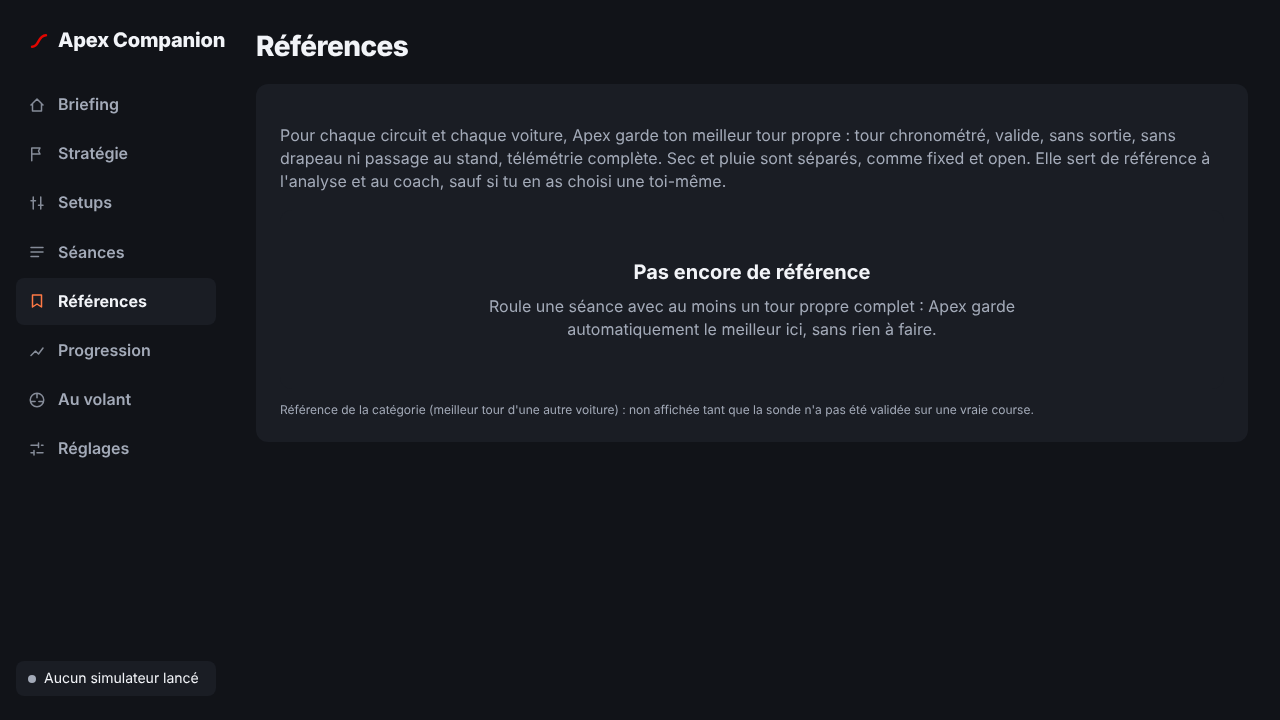 Apex Companion
Briefing
Stratégie
Setups
Séances
Références
Progression
Au volant
Réglages
Aucun simulateur lancé
Références
Pour chaque circuit et chaque voiture, Apex garde ton meilleur tour propre : tour chronométré, valide, sans sortie, sans
drapeau ni passage au stand, télémétrie complète. Sec et pluie sont séparés, comme fixed et open. Elle sert de référence à
l'analyse et au coach, sauf si tu en as choisi une toi-même.
Pas encore de référence
Roule une séance avec au moins un tour propre complet : Apex garde
automatiquement le meilleur ici, sans rien à faire.
Référence de la catégorie (meilleur tour d'une autre voiture) : non affichée tant que la sonde n'a pas été validée sur une vraie course.